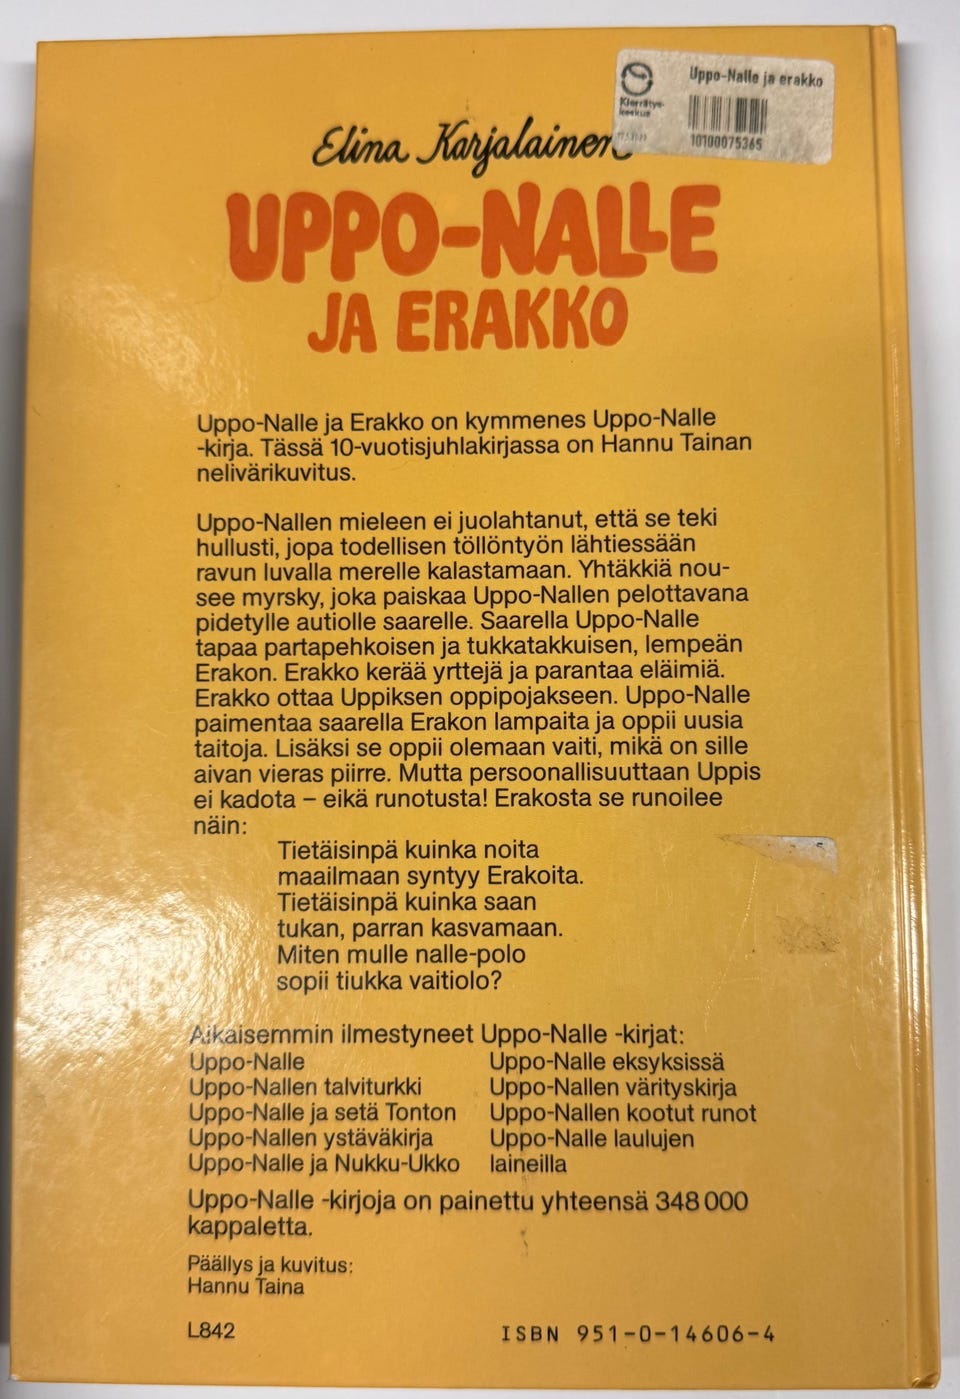 Uppo-Nalle ja erakko
Kierrätys-
keskus
10100075365
Elina Karjalainen
UPPO-NALLE
JA ERAKKO
Uppo-Nalle ja Erakko on kymmenes Uppo-Nalle
-kirja. Tässä 10-vuotisjuhlakirjassa on Hannu Tainan
nelivärikuvitus.
Uppo-Nallen mieleen ei juolahtanut, että se teki
hullusti, jopa todellisen töllöntyön lähtiessään
ravun luvalla merelle kalastamaan. Yhtäkkiä nou-
see myrsky, joka paiskaa Uppo-Nallen pelottavana
pidetylle autiolle saarelle. Saarella Uppo-Nalle
tapaa partapehkoisen ja tukkatakkuisen, lempeän
Erakon. Erakko kerää yrttejä ja parantaa eläimiä.
Erakko ottaa Uppiksen oppipojakseen. Uppo-Nalle
paimentaa saarella Erakon lampaita ja oppii uusia
taitoja. Lisäksi se oppii olemaan vaiti, mikä on sille
aivan vieras piirre. Mutta persoonallisuuttaan Uppis
ei kadota – eikä runotusta! Erakosta se runoilee
näin:
Tietäisinpä kuinka noita
maailmaan syntyy Erakoita.
Tietäisinpä kuinka saan
tukan, parran kasvamaan.
Miten mulle nalle-polo
sopii tiukka vaitiolo?
Aikaisemmin ilmestyneet Uppo-Nalle -kirjat:
Uppo-Nalle
Uppo-Nallen talviturkki
Uppo-Nalle ja setä Tonton
Uppo-Nallen ystäväkirja
Uppo-Nalle ja Nukku-Ukko
Uppo-Nalle eksyksissä
Uppo-Nallen värityskirja
Uppo-Nallen kootut runot
Uppo-Nalle laulujen
laineilla
Uppo-Nalle -kirjoja on painettu yhteensä 348 000
kappaletta.
Päällys ja kuvitus:
Hannu Taina
L842
ISBN 951-0-14606-4